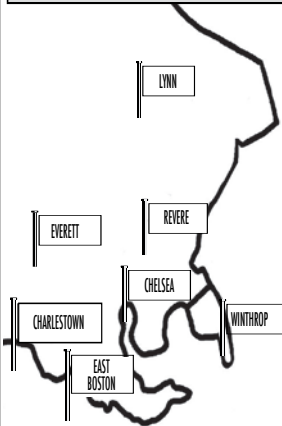 LYNN
REVERE
EVERETT
CHELSEA
CHARLESTOWN
WINTHROP
EAST
BOSTON